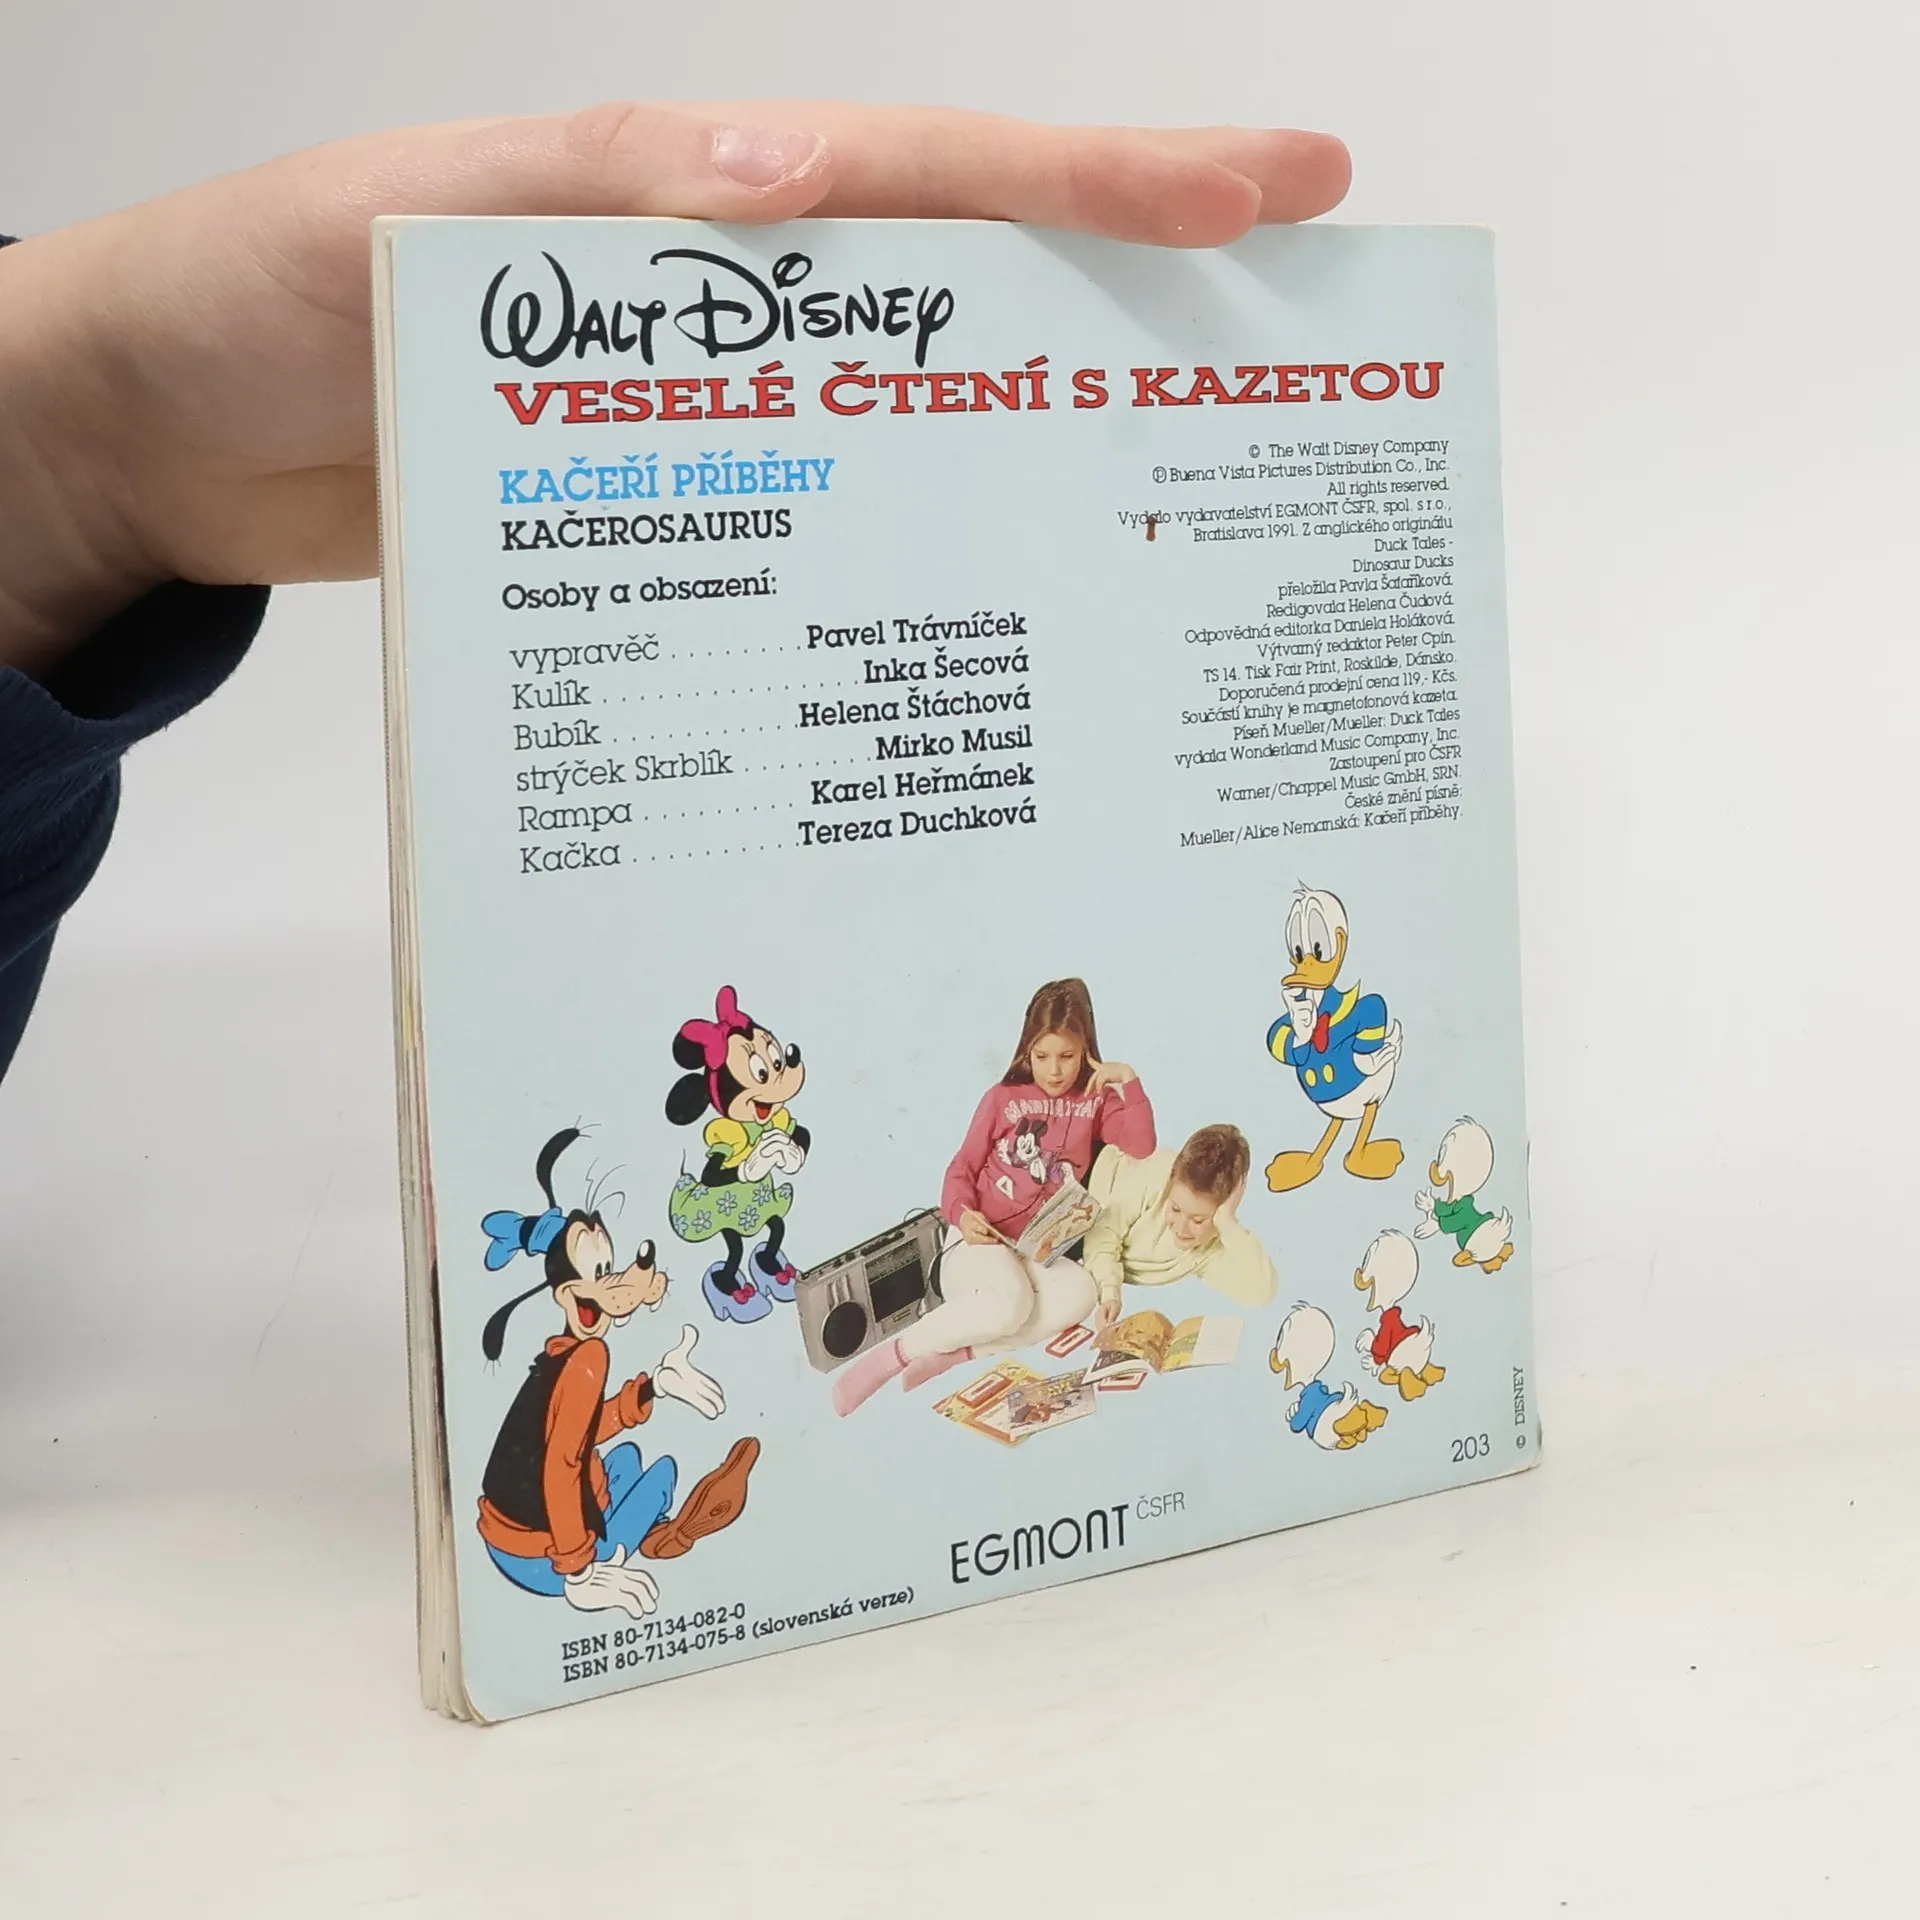 WALT DISNEY
VESELÉ ČTENÍ S KAZETOU
KAČEŘÍ PŘÍBĚHY
KAČEROSAURUS
Osoby a obsazení:
vypravěč ........ Pavel Trávníček
Kulík ............... Inka Šecová
Bubík ........... Helena Štáchová
strýček Skrblík ........ Mirko Musil
Rampa ......... Karel Heřmánek
Kačka .......... Tereza Duchková
© The Walt Disney Company
℗ Buena Vista Pictures Distribution Co., Inc.
All rights reserved.
Vydalo vydavatelství EGMONT ČSFR, spol. s r.o.,
Bratislava 1991. Z anglického originálu
Duck Tales -
Dinosaur Ducks
přeložila Pavla Šafaříková.
Redigovala Helena Čudová.
Odpovědná editorka Daniela Holáková.
Výtvarný redaktor Peter Cpin.
TS 14. Tisk Fair Print, Roskilde, Dánsko.
Doporučená prodejní cena 119,- Kčs.
Součástí knihy je magnetofonová kazeta.
Píseň Mueller/Mueller: Duck Tales
vydala Wonderland Music Company, Inc.
Zastoupení pro ČSFR
Warner/Chappel Music GmbH, SRN.
České znění písně:
Mueller/Alice Nemanská: Kačeří příběhy.
MANHATTAN
203
© DISNEY
EGMONT ČSFR
ISBN 80-7134-082-0
ISBN 80-7134-075-8 (slovenská verze)